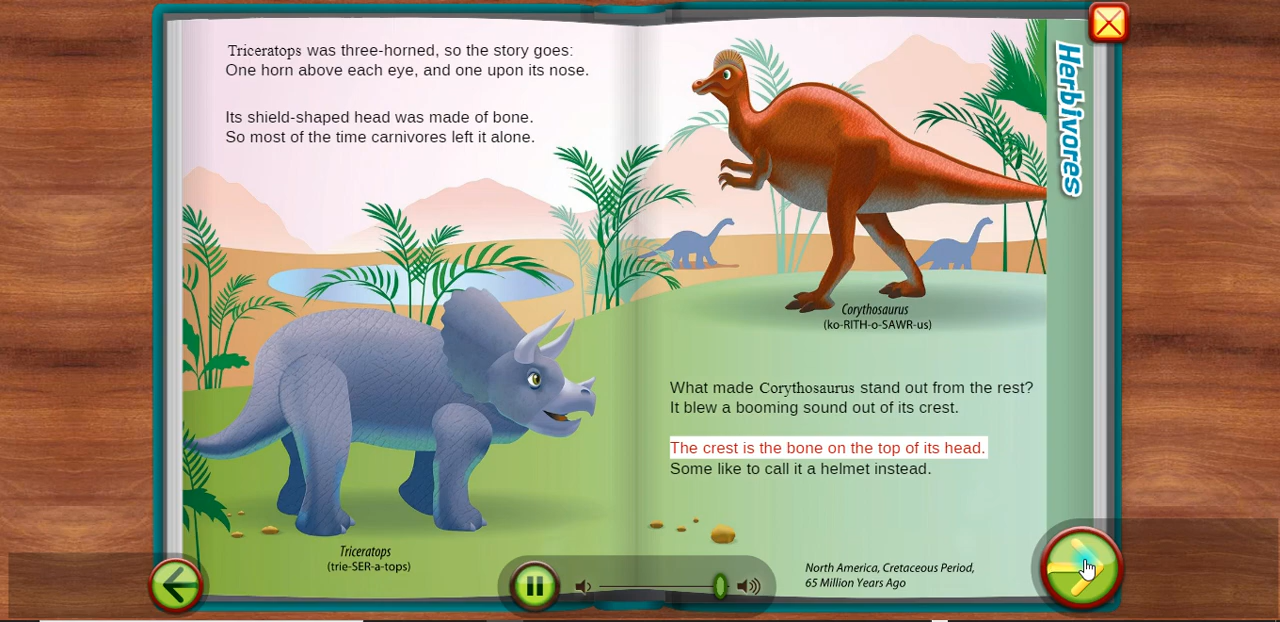 Triceratops was three-horned, so the story goes:
One horn above each eye, and one upon its nose.
Its shield-shaped head was made of bone.
So most of the time carnivores left it alone.
Triceratops
(trie-SER-a-tops)
Herbivores
Corythosaurus
(ko-RITH-o-SAWR-us)
What made Corythosaurus stand out from the rest?
It blew a booming sound out of its crest.
The crest is the bone on the top of its head.
Some like to call it a helmet instead.
North America, Cretaceous Period,
65 Million Years Ago